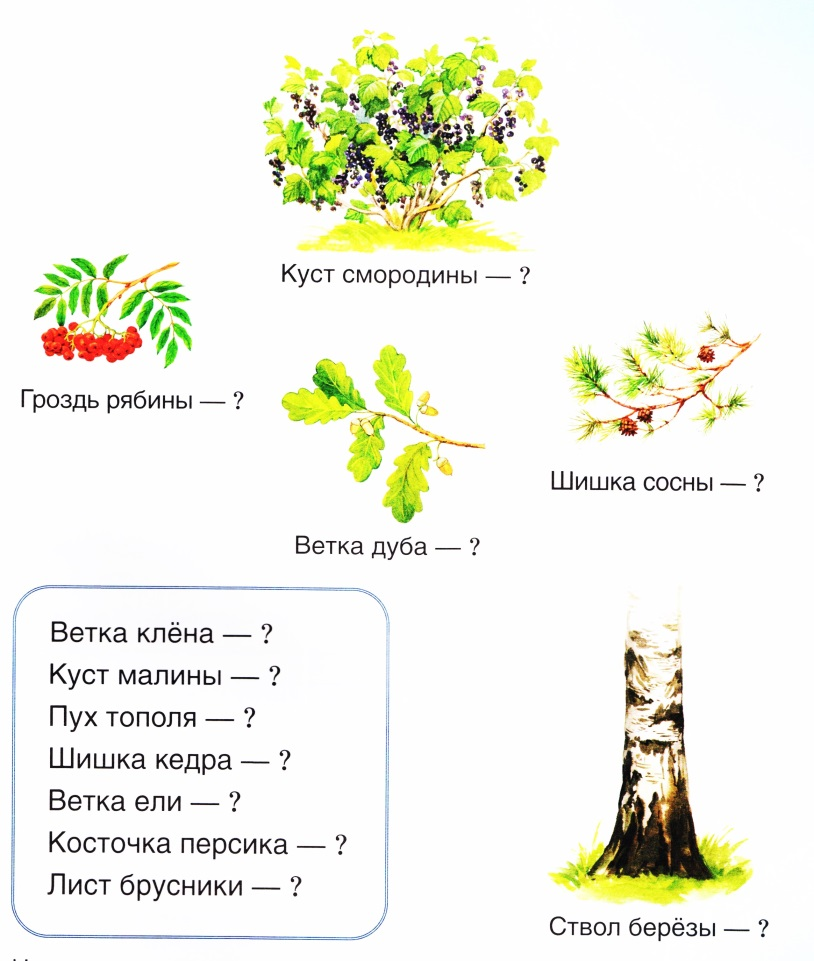 Куст смородины — ?
Гроздь рябины — ?
Шишка сосны — ?
Ветка дуба — ?
Ветка клёна — ?
Куст малины — ?
Пух тополя — ?
Шишка кедра — ?
Ветка ели — ?
Косточка персика — ?
Лист брусники — ?
Ствол берёзы — ?